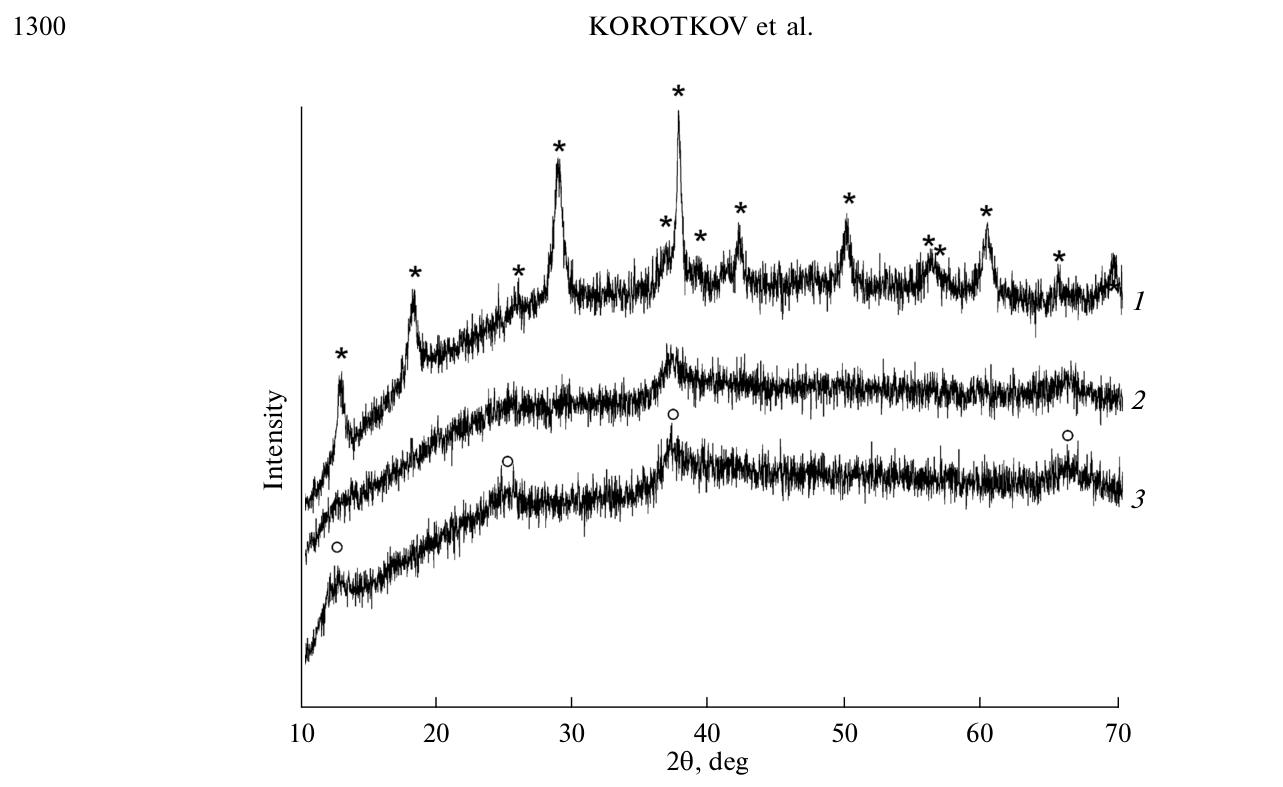 1300
KOROTKOV et al.
* * * * * * * * * * * * * *
1
2
3
Intensity
10 20 30 40 50 60 70
2θ, deg